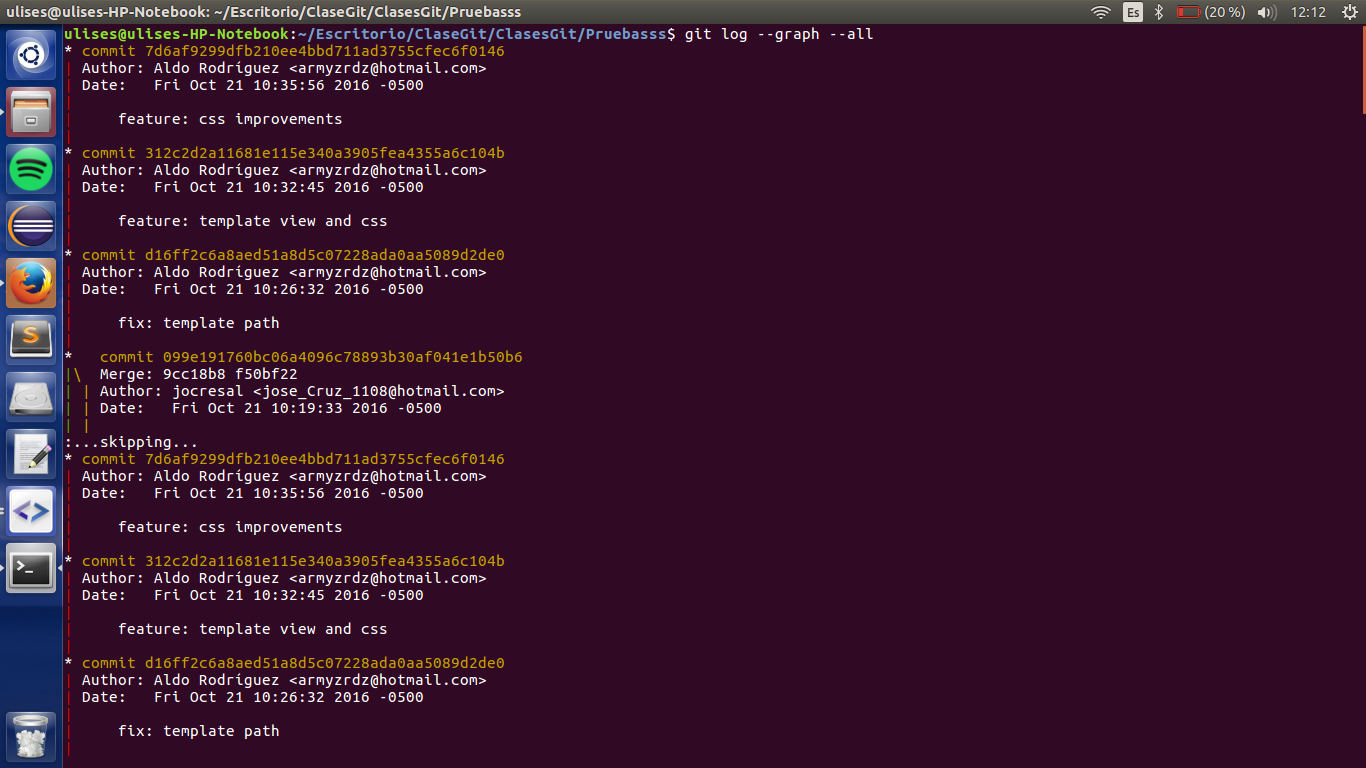 ulises@ulises-HP-Notebook: ~/Escritorio/ClaseGit/ClasesGit/Pruebasss Es (20 %) 12:12
ulises@ulises-HP-Notebook:~/Escritorio/ClaseGit/ClasesGit/Pruebasss$ git log --graph --all
* commit 7d6af9299dfb210ee4bbd711ad3755cfec6f0146
| Author: Aldo Rodríguez <armyzrdz@hotmail.com>
| Date:   Fri Oct 21 10:35:56 2016 -0500
|
|     feature: css improvements
|
* commit 312c2d2a11681e115e340a3905fea4355a6c104b
| Author: Aldo Rodríguez <armyzrdz@hotmail.com>
| Date:   Fri Oct 21 10:32:45 2016 -0500
|
|     feature: template view and css
|
* commit d16ff2c6a8aed51a8d5c07228ada0aa5089d2de0
| Author: Aldo Rodríguez <armyzrdz@hotmail.com>
| Date:   Fri Oct 21 10:26:32 2016 -0500
|
|     fix: template path
|
*   commit 099e191760bc06a4096c78893b30af041e1b50b6
|\  Merge: 9cc18b8 f50bf22
| | Author: jocresal <jose_Cruz_1108@hotmail.com>
| | Date:   Fri Oct 21 10:19:33 2016 -0500
| |
:...skipping...
* commit 7d6af9299dfb210ee4bbd711ad3755cfec6f0146
| Author: Aldo Rodríguez <armyzrdz@hotmail.com>
| Date:   Fri Oct 21 10:35:56 2016 -0500
|
|     feature: css improvements
|
* commit 312c2d2a11681e115e340a3905fea4355a6c104b
| Author: Aldo Rodríguez <armyzrdz@hotmail.com>
| Date:   Fri Oct 21 10:32:45 2016 -0500
|
|     feature: template view and css
|
* commit d16ff2c6a8aed51a8d5c07228ada0aa5089d2de0
| Author: Aldo Rodríguez <armyzrdz@hotmail.com>
| Date:   Fri Oct 21 10:26:32 2016 -0500
|
|     fix: template path
|